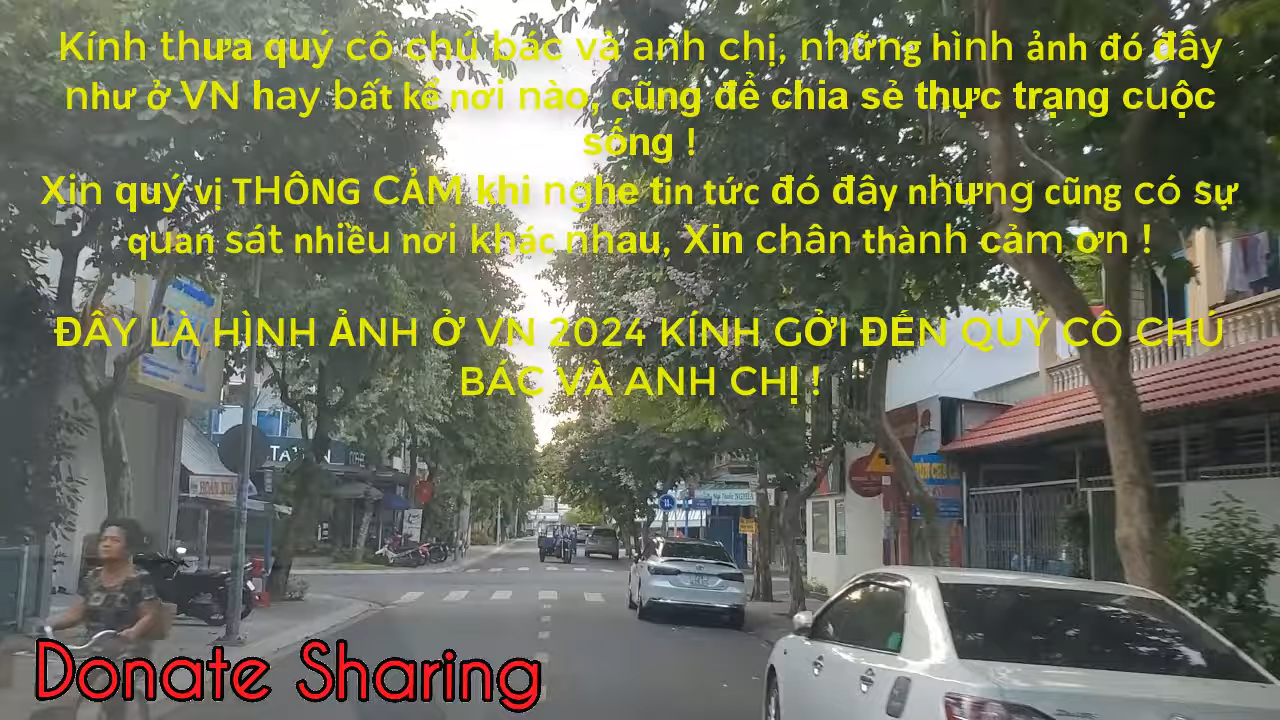 Kính thưa quý cô chú bác và anh chị, những hình ảnh đó đây
như ở VN hay bất kể nơi nào, cũng để chia sẻ thực trạng cuộc
sống !
Xin quý vị THÔNG CẢM khi nghe tin tức đó đây nhưng cũng có sự
quan sát nhiều nơi khác nhau, Xin chân thành cảm ơn !
ĐÂY LÀ HÌNH ẢNH Ở VN 2024 KÍNH GỞI ĐẾN QUÝ CÔ CHÚ
BÁC VÀ ANH CHỊ !
HOÀN XUÂN
NGHĨA
Donate Sharing